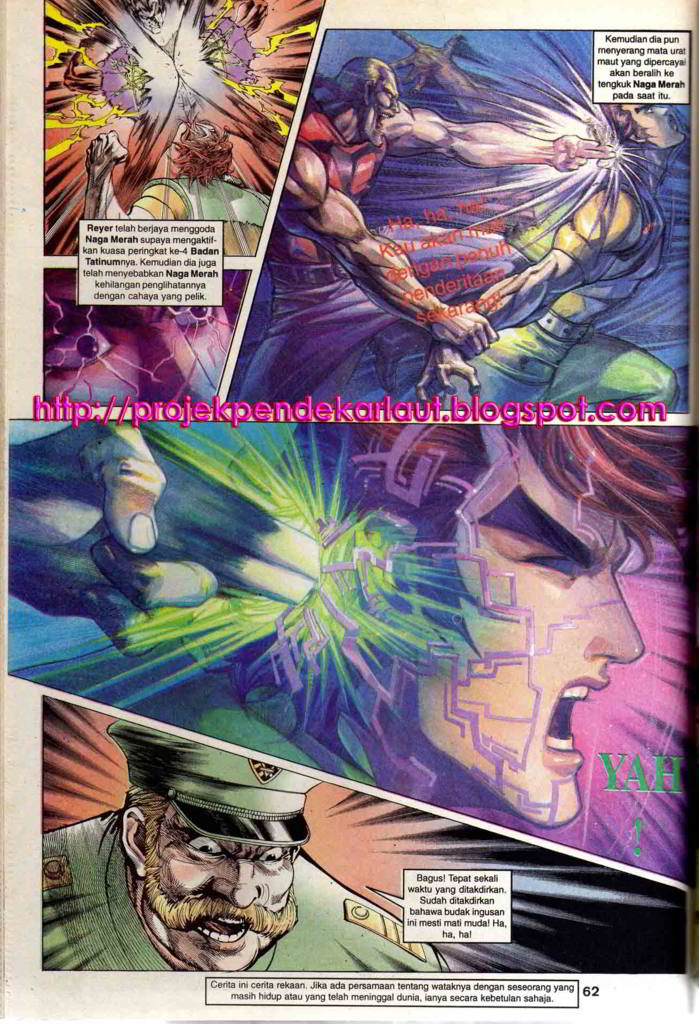 Kemudian dia pun
menyerang mata urat
maut yang dipercayai
akan beralih ke
tengkuk Naga Merah
pada saat itu.
Reyer telah berjaya menggoda
Naga Merah supaya mengaktif-
kan kuasa peringkat ke-4 Badan
Tatinumnya. Kemudian dia juga
telah menyebabkan Naga Merah
kehilangan penglihatannya
dengan cahaya yang pelik.
Ha, ha, ha!
Kau akan mati
dengan penuh
penderitaan
sekarang!
http://projekpendekarlaut.blogspot.com
YAH
!
Bagus! Tepat sekali
waktu yang ditakdirkan.
Sudah ditakdirkan
bahawa budak ingusan
ini mesti mati muda! Ha,
ha, ha!
Cerita ini cerita rekaan. Jika ada persamaan tentang wataknya dengan seseorang yang
masih hidup atau yang telah meninggal dunia, ianya secara kebetulan sahaja.
62